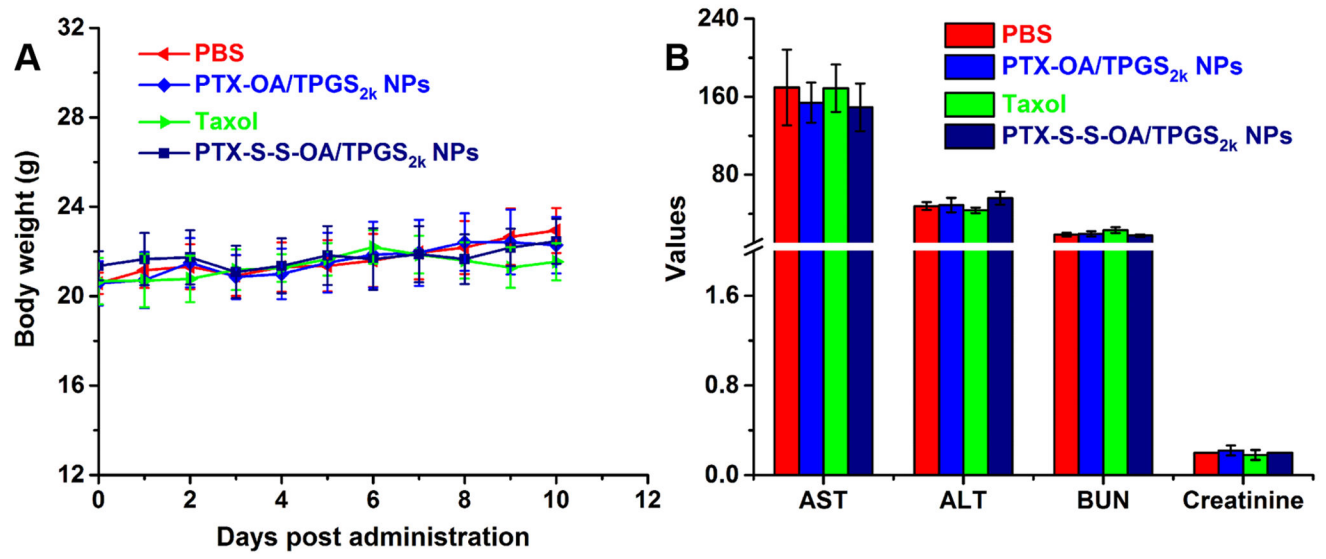 A
PBS
PTX-OA/TPGS2k NPs
Taxol
PTX-S-S-OA/TPGS2k NPs
Body weight (g)
32
28
24
20
16
12
0
2
4
6
8
10
12
Days post administration
B
PBS
PTX-OA/TPGS2k NPs
Taxol
PTX-S-S-OA/TPGS2k NPs
Values
240
160
80
1.6
0.8
0.0
AST
ALT
BUN
Creatinine